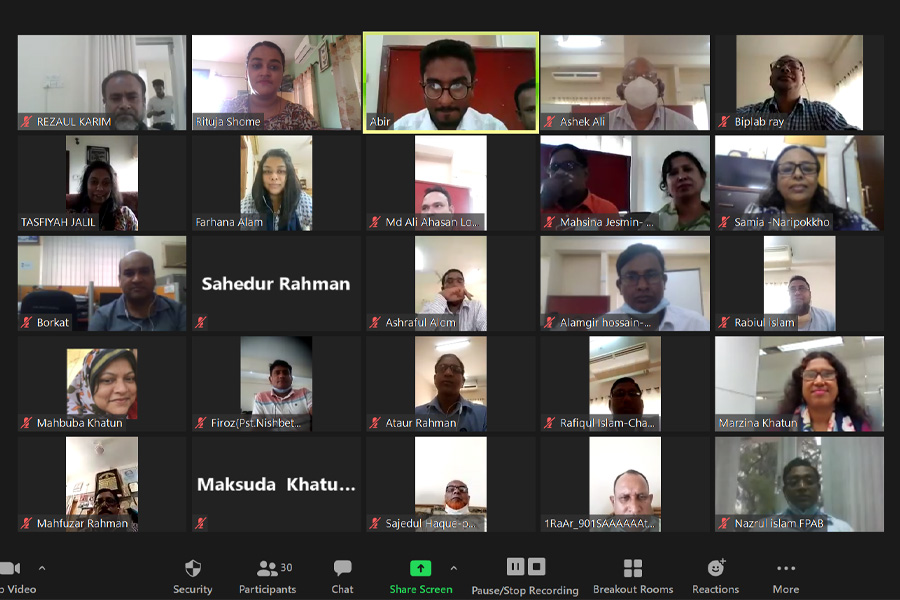 REZAUL KARIM
Rituja Shome
Abir
Ashek Ali
Biplab ray
TASFIYAH JALIL
Farhana Alam
Md Ali Ahasan Lo...
Mahsina Jesmin- ...
Samia -Naripokkho
Borkat
Sahedur Rahman
Ashraful Alom
Alamgir hossain-...
Rabiul Islam
Mahbuba Khatun
Firoz(Pst.Nishbet...
Ataur Rahman
Rafiqul Islam-Cha...
Marzina Khatun
Mahfuzar Rahman
Maksuda Khatu...
Sajedul Haque-p...
Nazrul islam FPAB
p Video
Security
Participants
30
Chat
Share Screen
Pause/Stop Recording
Breakout Rooms
Reactions
More